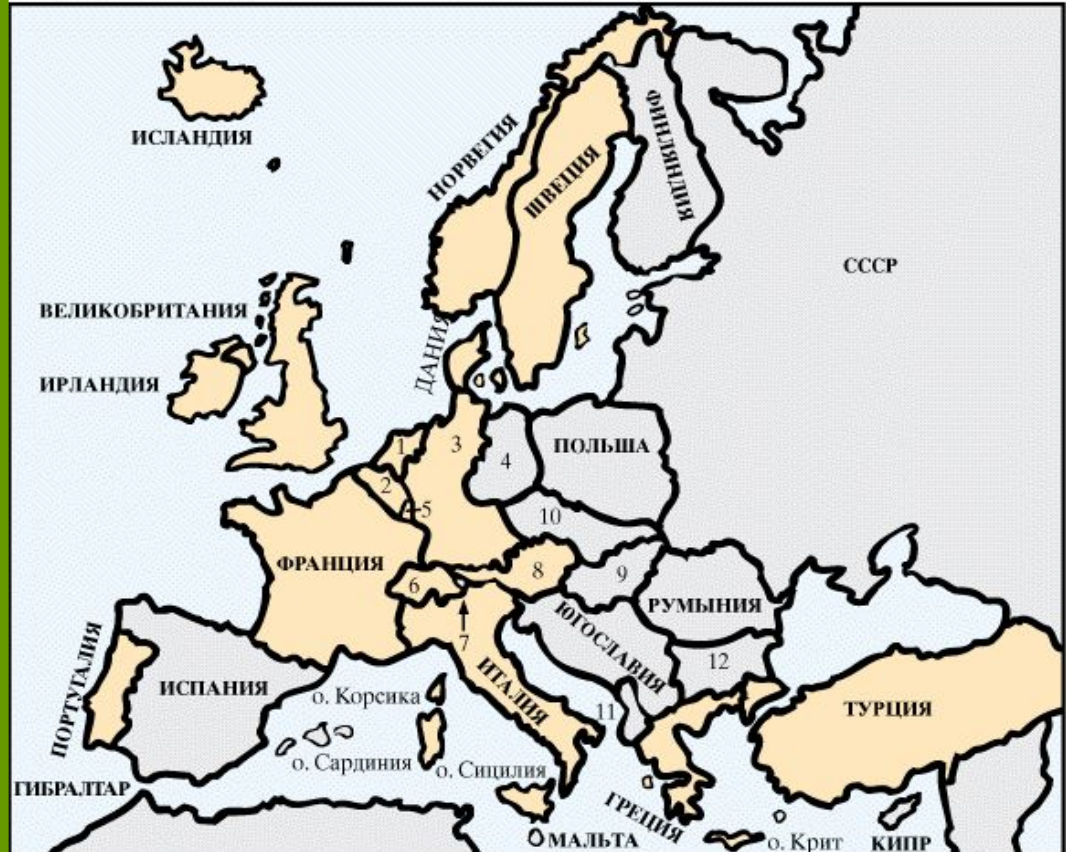 ИСЛАНДИЯ
НОРВЕГИЯ
ШВЕЦИЯ
ФИНЛЯНДИЯ
СССР
ВЕЛИКОБРИТАНИЯ
ИРЛАНДИЯ
ДАНИЯ
1
2
3
4
ПОЛЬША
5
10
ФРАНЦИЯ
6
7
8
9
РУМЫНИЯ
ЮГОСЛАВИЯ
12
11
ПОРТУГАЛИЯ
ИСПАНИЯ
о. Корсика
ИТАЛИЯ
ТУРЦИЯ
о. Сардиния
о. Сицилия
ГИБРАЛТАР
ГРЕЦИЯ
МАЛЬТА
о. Крит
КИПР